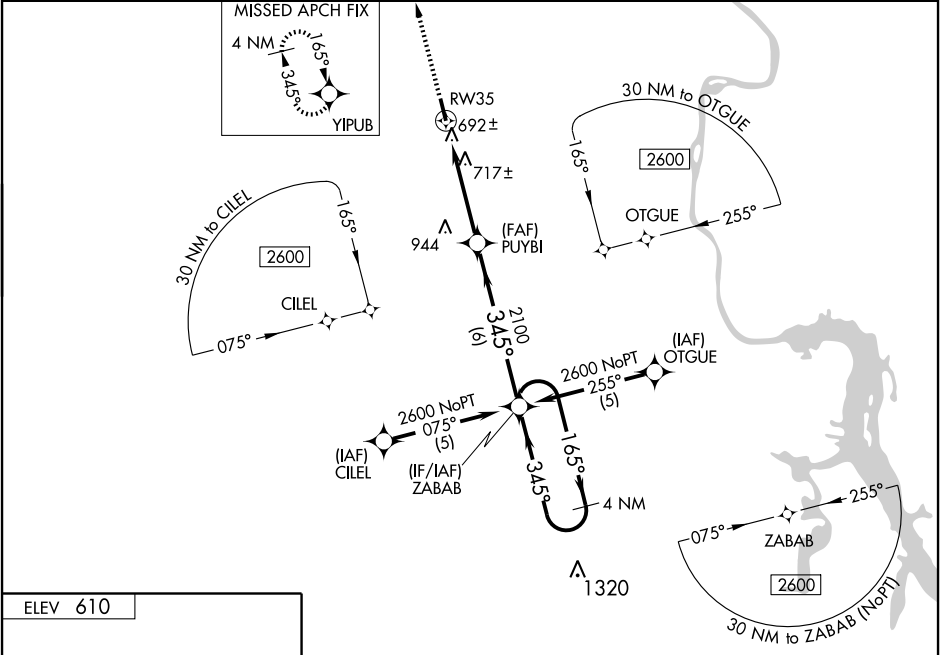 MISSED APCH FIX
4 NM
165°
345°
YIPUB
RW35
692±
717±
30 NM to OTGUE
165°
2600
OTGUE
255°
944
(FAF)
PUYBI
30 NM to CILEL
165°
2600
CILEL
075°
2100
345°
(6)
(IAF)
OTGUE
2600 NoPT
255°
(5)
2600 NoPT
075°
(5)
(IAF)
CILEL
(IF/IAF)
ZABAB
165°
345°
4 NM
075°
255°
ZABAB
2600
30 NM to ZABAB (NoPT)
1320
ELEV 610